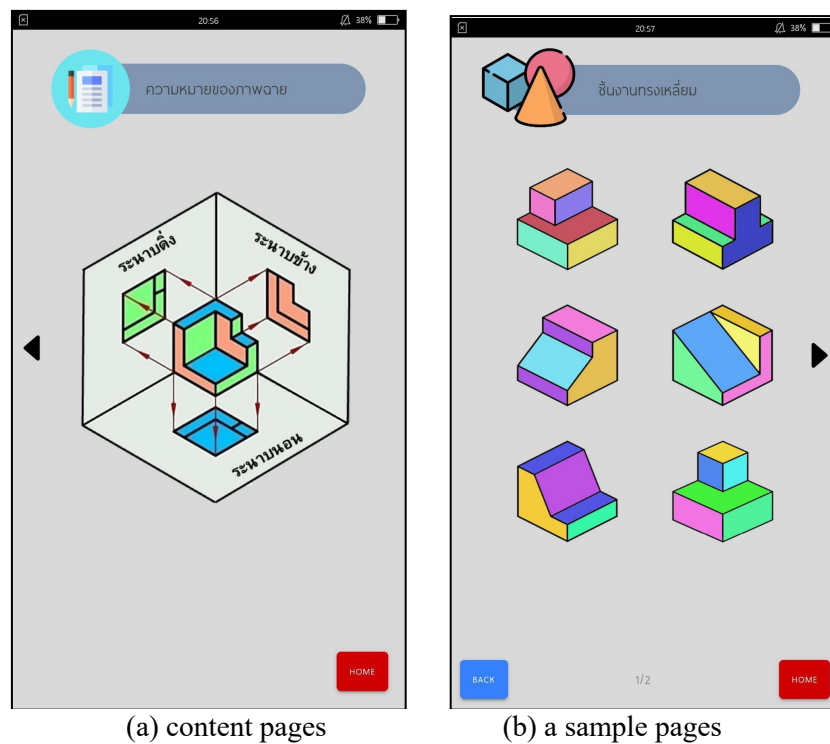 20:56
38%
ความหมายของภาพฉาย
ระนาบดิ่ง
ระนาบข้าง
ระนาบนอน
HOME
(a) content pages
20:57
38%
ชิ้นงานทรงเหลี่ยม
BACK
1/2
HOME
(b) a sample pages